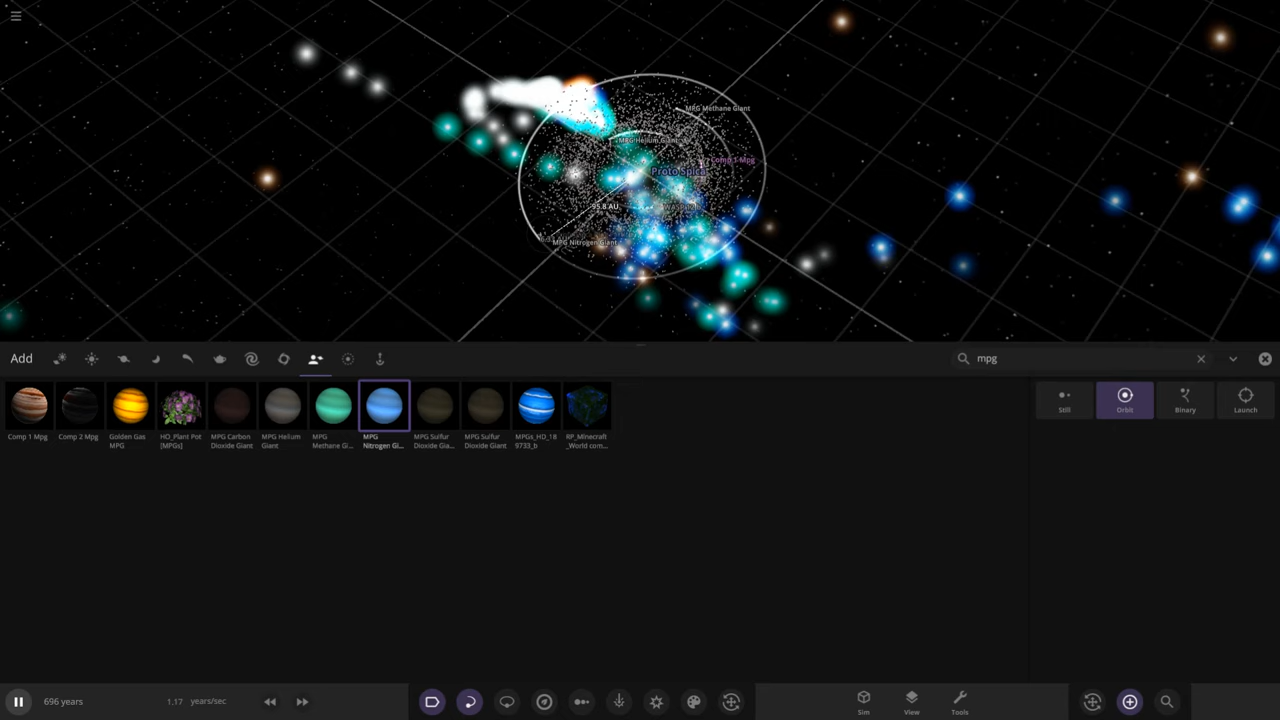 MPG Methane Giant
MPG Helium Giant
Comp 1 Mpg
Proto Spica
95.8 AU
MPG Nitrogen Giant
Add
mpg
Comp 1 Mpg
Comp 2 Mpg
Golden Gas
MPG
HO_Plant Pot
[MPGs]
MPG Carbon
Dioxide Giant
MPG Helium
Giant
MPG
Methane Gi...
MPG
Nitrogen Gi...
MPG Sulfur
Dioxide Gia...
MPG Sulfur
Dioxide Giant
MPGs_HD_18
9733_b
RP_Minecraft
_World com...
Still
Orbit
Binary
Launch
696 years
1.17 years/sec
Sim
View
Tools